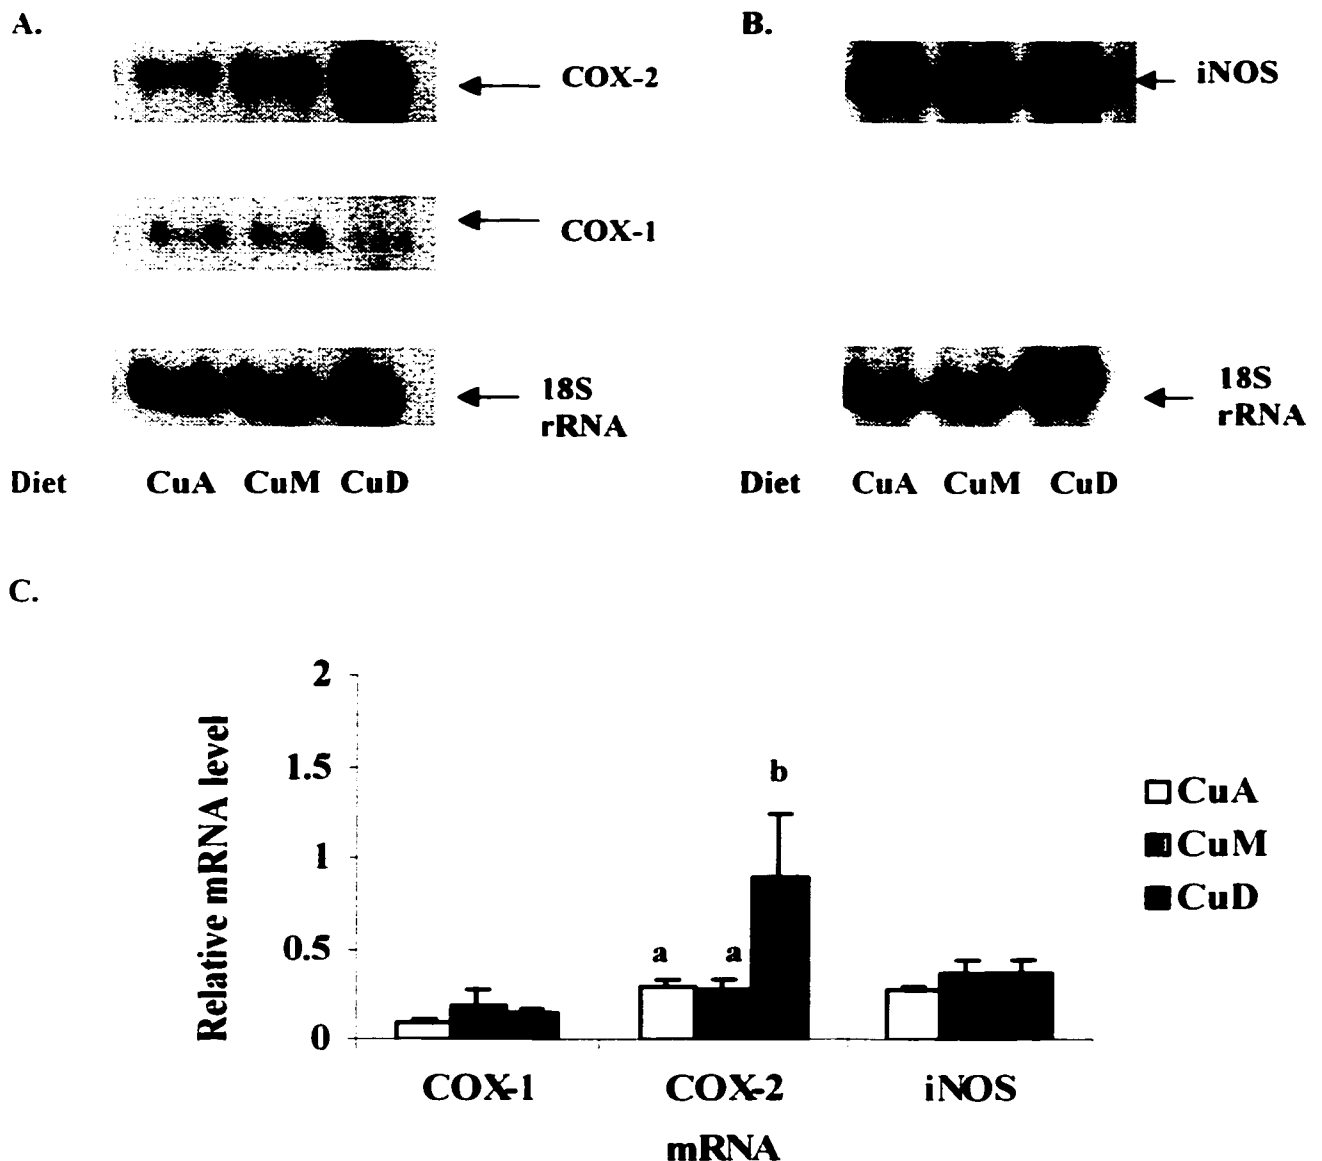 A.
COX-2
COX-1
18S
rRNA
Diet CuA CuM CuD
B.
iNOS
18S
rRNA
Diet CuA CuM CuD
C.
2
1.5
1
0.5
0
Relative mRNA level
a
a
b
COX-1 COX-2 iNOS
mRNA
CuA
CuM
CuD